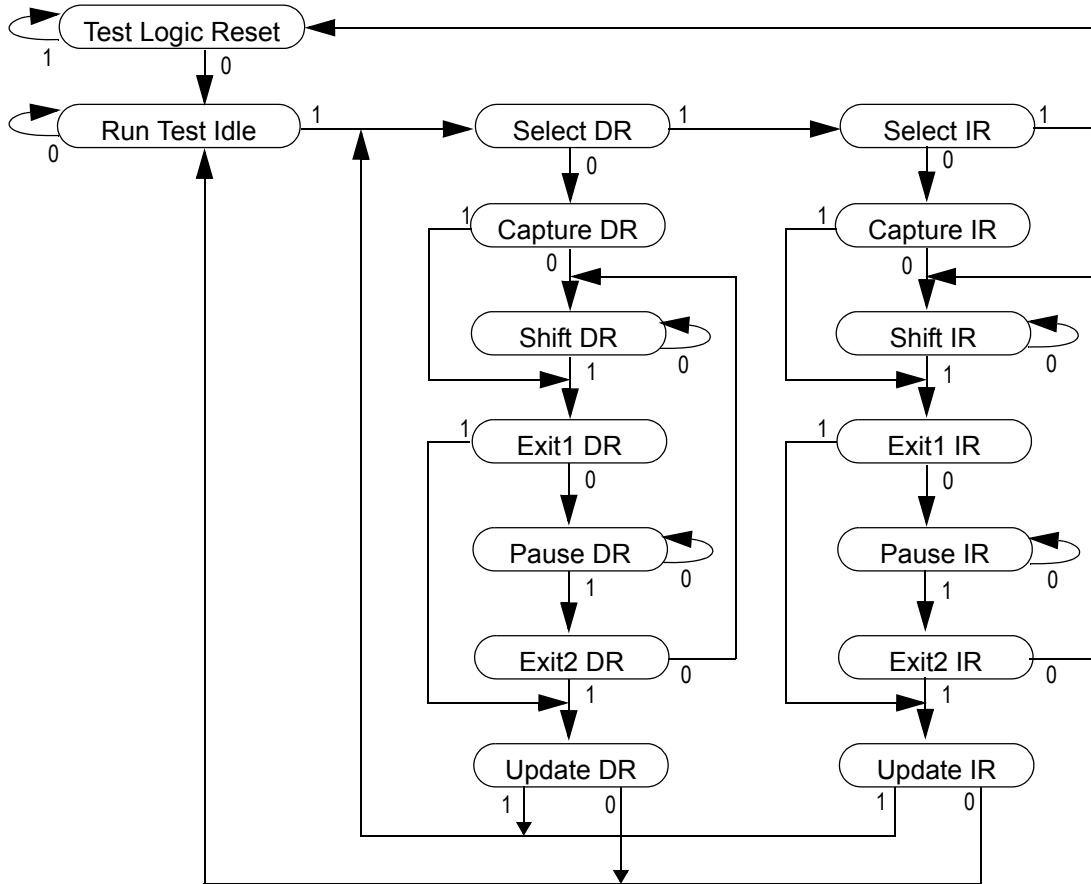 Test Logic Reset
1
0
Run Test Idle
0
1
Select DR
1
0
Select IR
1
0
1
Capture DR
0
1
Capture IR
0
Shift DR
0
1
Shift IR
0
1
1
Exit1 DR
0
1
Exit1 IR
0
Pause DR
0
1
Pause IR
0
1
Exit2 DR
0
1
Exit2 IR
0
1
Update DR
1
0
Update IR
1
0